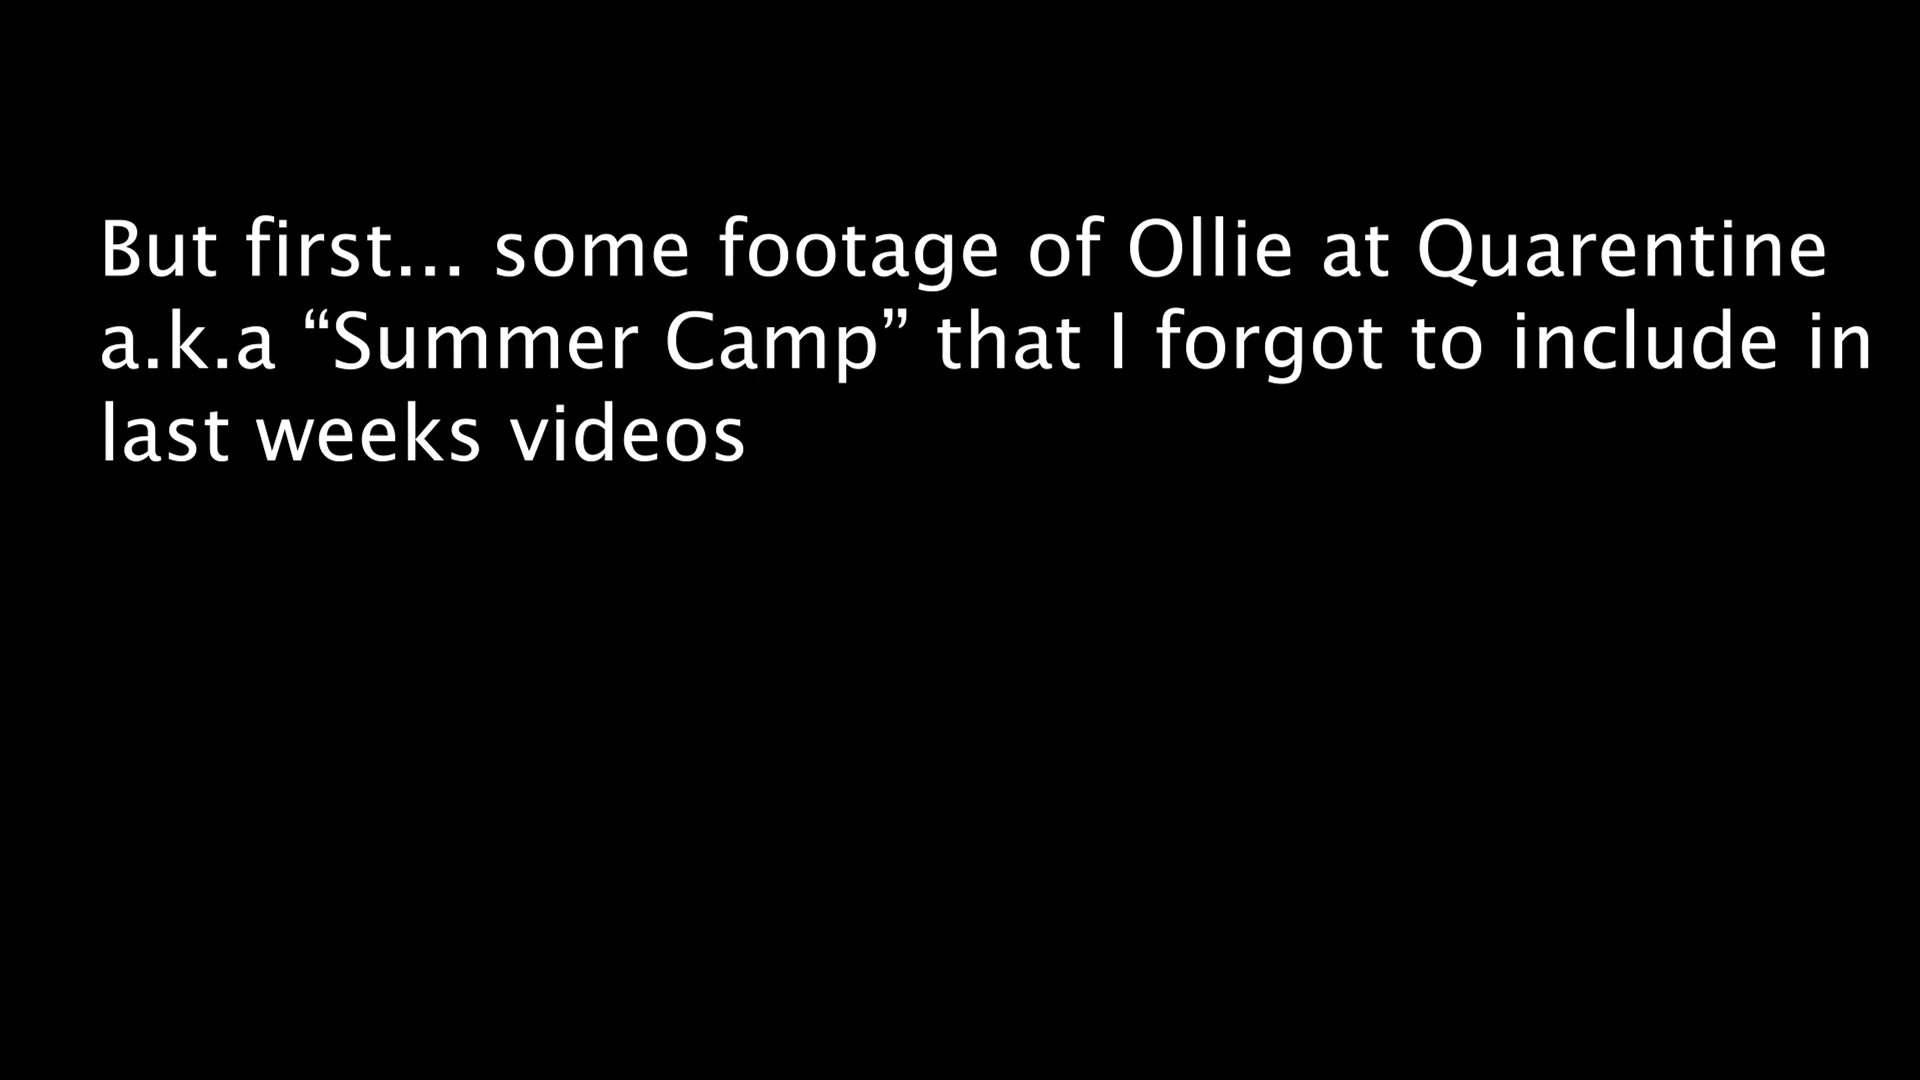 But first... some footage of Ollie at Quarentine
a.k.a “Summer Camp” that I forgot to include in
last weeks videos